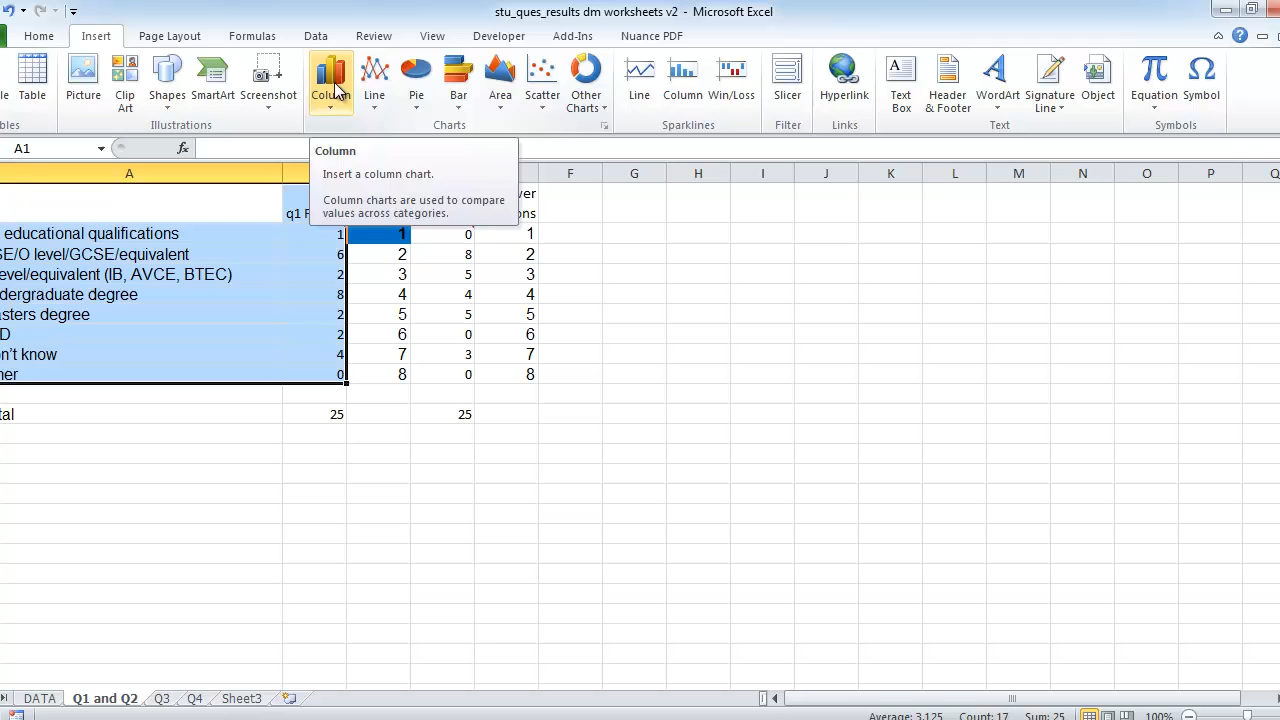 stu_ques_results dm worksheets v2 - Microsoft Excel
Home Insert Page Layout Formulas Data Review View Developer Add-Ins Nuance PDF
Table Picture Clip Art Shapes SmartArt Screenshot Column Line Pie Bar Area Scatter Other Charts Line Column Win/Loss Slicer Hyperlink Text Box Header & Footer WordArt Signature Line Object Equation Symbol
Illustrations Charts Sparklines Filter Links Text Symbols
A1 fx
Column
Insert a column chart.
Column charts are used to compare
values across categories.
A F G H I J K L M N O P Q
q1
educational qualifications 1 1 0 1
SE/O level/GCSE/equivalent 6 2 8 2
evel/equivalent (IB, AVCE, BTEC) 2 3 5 3
dergraduate degree 8 4 4 4
asters degree 2 5 5 5
D 2 6 0 6
on't know 4 7 3 7
her 0 8 0 8
tal 25 25
DATA Q1 and Q2 Q3 Q4 Sheet3
Average: 3.125 Count: 17 Sum: 25 100%